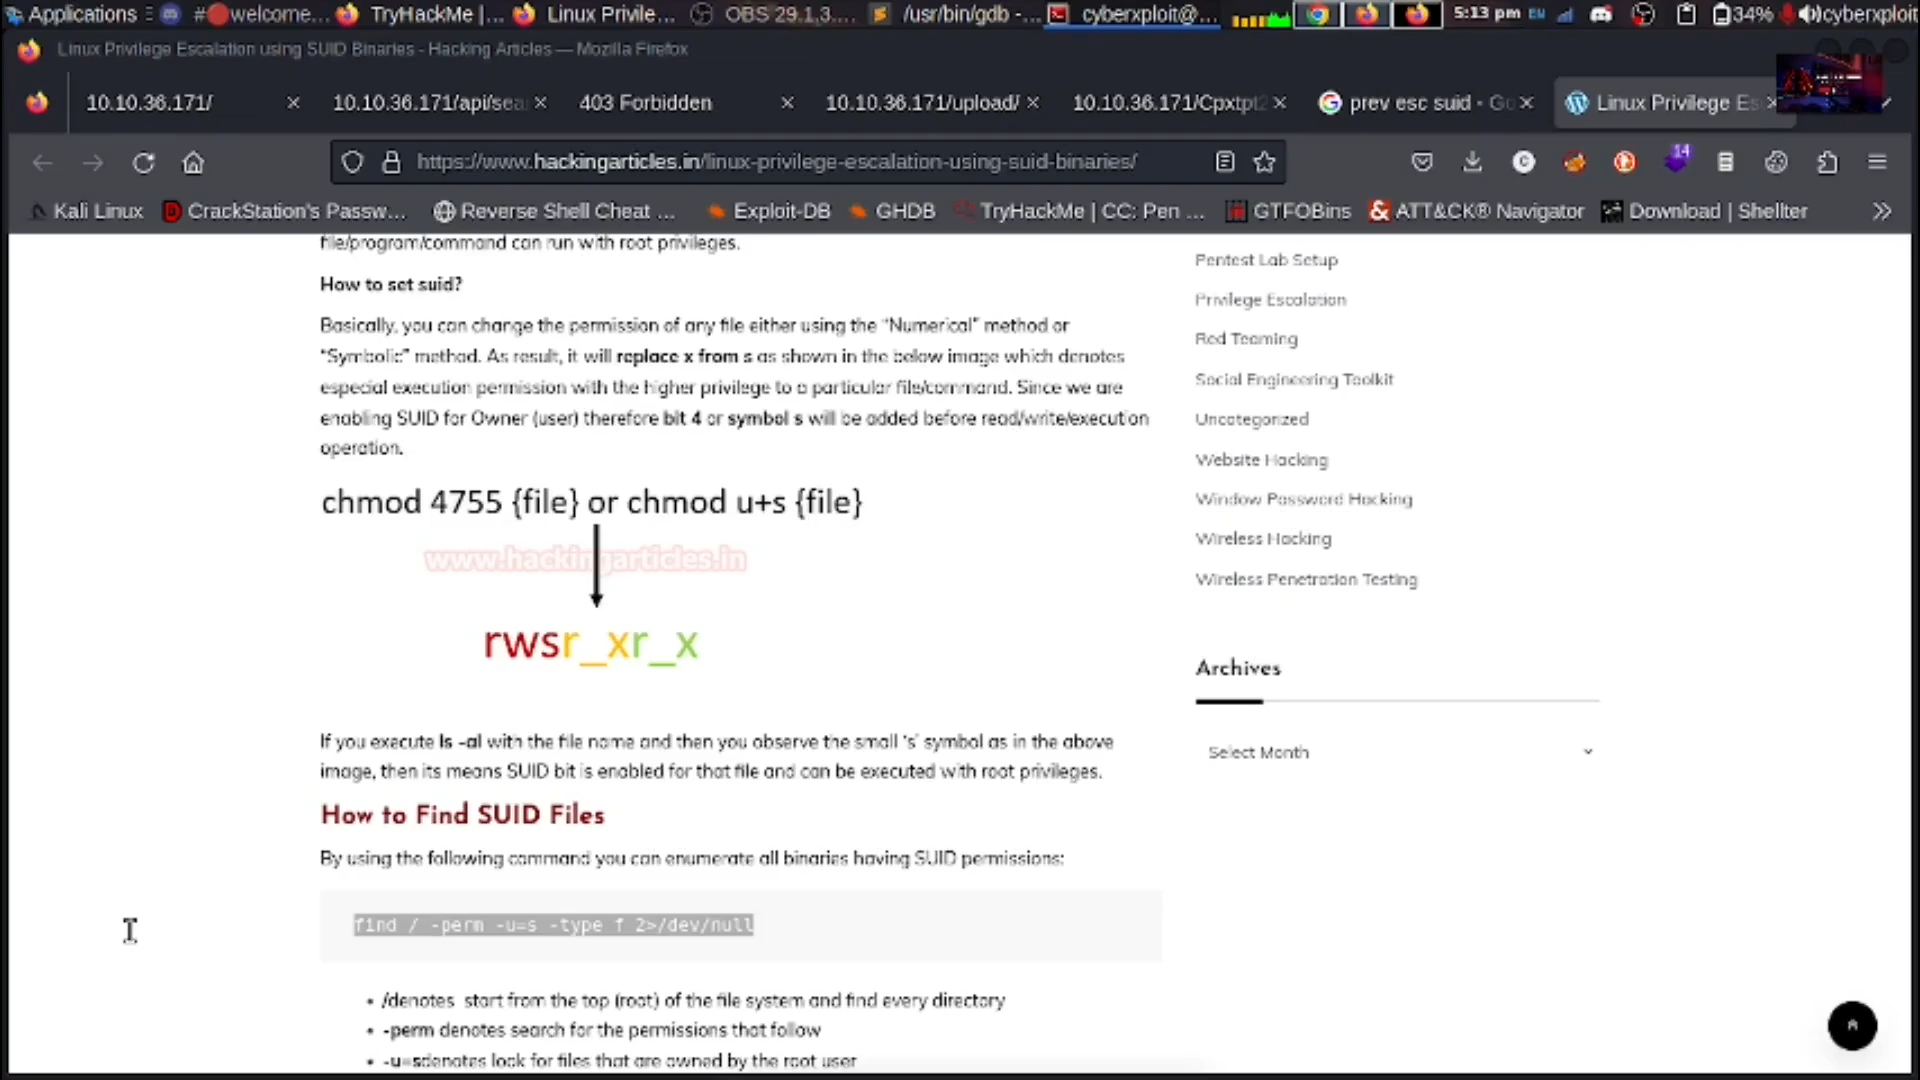 Applications
#🔴welcome...
TryHackMe |...
Linux Privile...
OBS 29.1.3....
/usr/bin/gdb -...
cyberxploit@...
5:13 pm
EN
34%
cyberxploit
Linux Privilege Escalation using SUID Binaries - Hacking Articles — Mozilla Firefox
10.10.36.171/
10.10.36.171/api/sea
403 Forbidden
10.10.36.171/upload/
10.10.36.171/Cpxtpt
prev esc suid - Go
Linux Privilege Es
https://www.hackingarticles.in/linux-privilege-escalation-using-suid-binaries/
14
Kali Linux
CrackStation's Passw...
Reverse Shell Cheat ...
Exploit-DB
GHDB
TryHackMe | CC: Pen ...
GTFOBins
ATT&CK® Navigator
Download | Shellter
file/program/command can run with root privileges.
How to set suid?
Basically, you can change the permission of any file either using the “Numerical” method or
“Symbolic” method. As result, it will replace x from s as shown in the below image which denotes
especial execution permission with the higher privilege to a particular file/command. Since we are
enabling SUID for Owner (user) therefore bit 4 or symbol s will be added before read/write/execution
operation.
chmod 4755 {file} or chmod u+s {file}
www.hackingarticles.in
rwsr_xr_x
If you execute ls -al with the file name and then you observe the small ‘s’ symbol as in the above
image, then its means SUID bit is enabled for that file and can be executed with root privileges.
How to Find SUID Files
By using the following command you can enumerate all binaries having SUID permissions:
find / -perm -u=s -type f 2>/dev/null
• /denotes start from the top (root) of the file system and find every directory
• -perm denotes search for the permissions that follow
• -u=sdenotes look for files that are owned by the root user
Pentest Lab Setup
Privilege Escalation
Red Teaming
Social Engineering Toolkit
Uncategorized
Website Hacking
Window Password Hacking
Wireless Hacking
Wireless Penetration Testing
Archives
Select Month